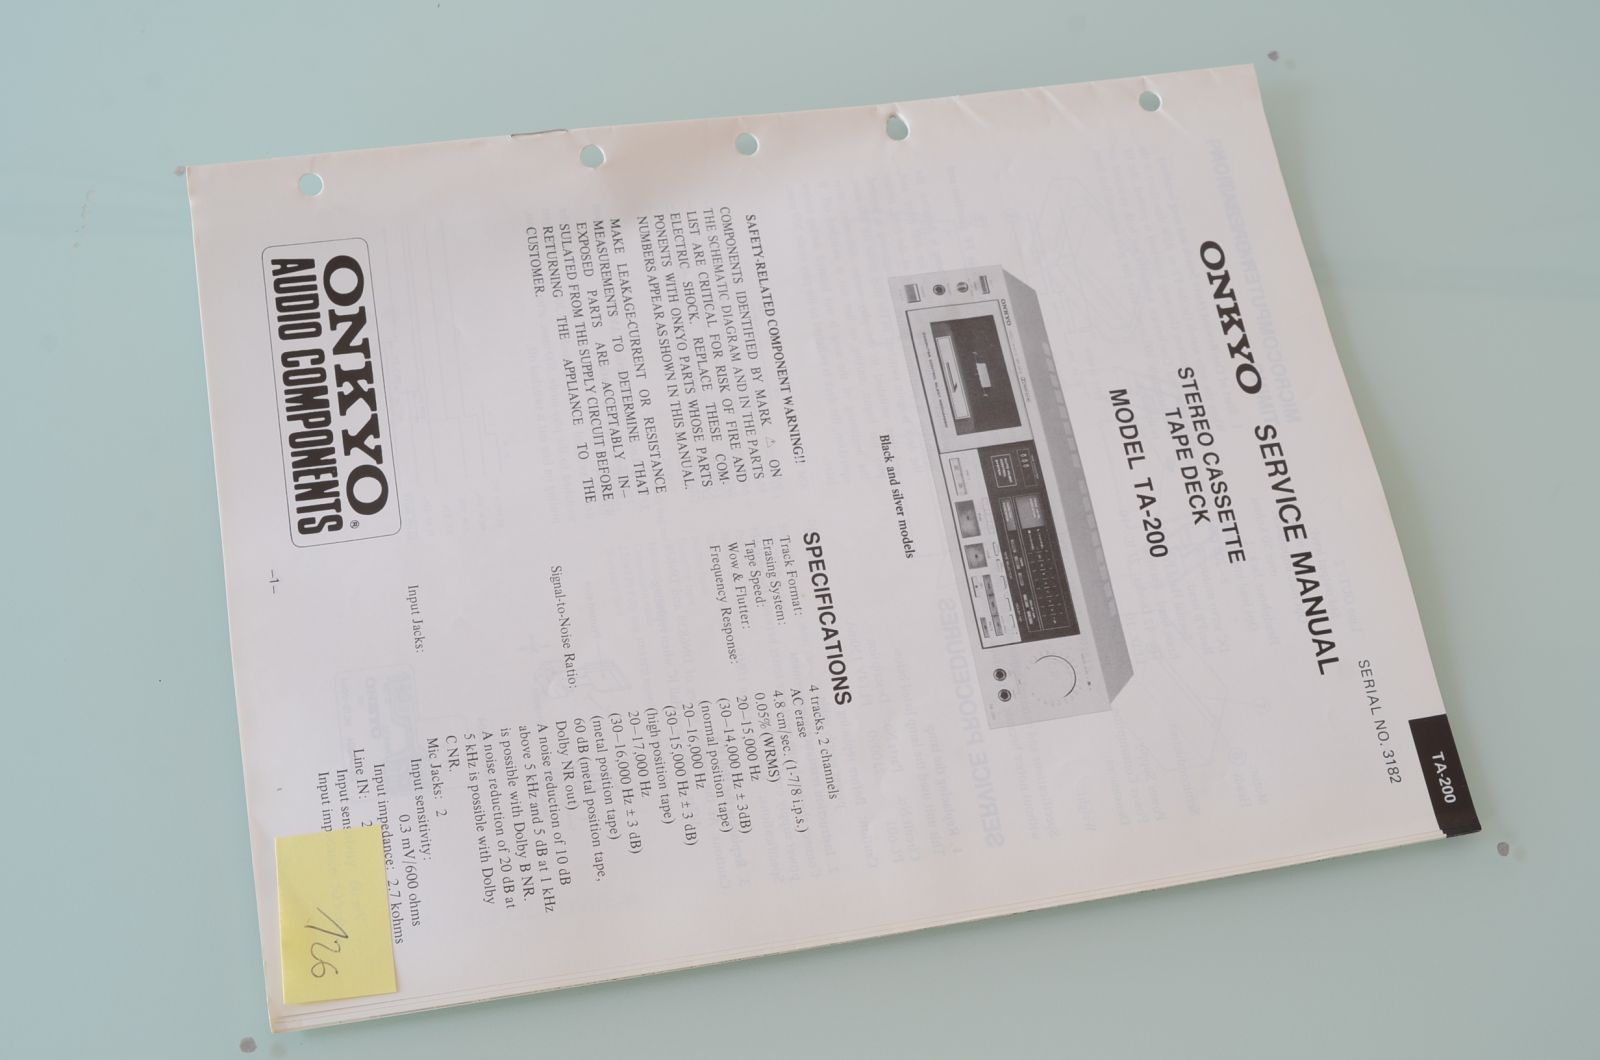 TA-200
SERIAL NO. 3182
ONKYO SERVICE MANUAL
STEREO CASSETTE
TAPE DECK
MODEL TA-200
ONKYO
Black and silver models
SAFETY-RELATED COMPONENT WARNING!!
COMPONENTS IDENTIFIED BY MARK ⚠ ON
THE SCHEMATIC DIAGRAM AND IN THE PARTS
LIST ARE CRITICAL FOR RISK OF FIRE AND
ELECTRIC SHOCK. REPLACE THESE COM-
PONENTS WITH ONKYO PARTS WHOSE PARTS
NUMBERS APPEAR AS SHOWN IN THIS MANUAL.
MAKE LEAKAGE-CURRENT OR RESISTANCE
MEASUREMENTS TO DETERMINE THAT
EXPOSED PARTS ARE ACCEPTABLY IN-
SULATED FROM THE SUPPLY CIRCUIT BEFORE
RETURNING THE APPLIANCE TO THE
CUSTOMER.
SPECIFICATIONS
Track Format: 4 tracks, 2 channels
Erasing System: AC erase
Tape Speed: 4.8 cm/sec. (1-7/8 i.p.s.)
Wow & Flutter: 0.05% (WRMS)
Frequency Response: 20–15,000 Hz
(30–14,000 Hz ± 3dB)
(normal position tape)
20–16,000 Hz
(30–15,000 Hz ± 3 dB)
(high position tape)
20–17,000 Hz
(30–16,000 Hz ± 3 dB)
(metal position tape)
Signal-to-Noise Ratio: 60 dB (metal position tape,
Dolby NR out)
A noise reduction of 10 dB
above 5 kHz and 5 dB at 1 kHz
is possible with Dolby B NR.
A noise reduction of 20 dB at
5 kHz is possible with Dolby
C NR.
Input Jacks: Mic Jacks: 2
Input sensitivity:
0.3 mV/600 ohms
Input impedance: 2.7 kohms
Line IN: 2
Input
Input
126
ONKYO®
AUDIO COMPONENTS
–1–